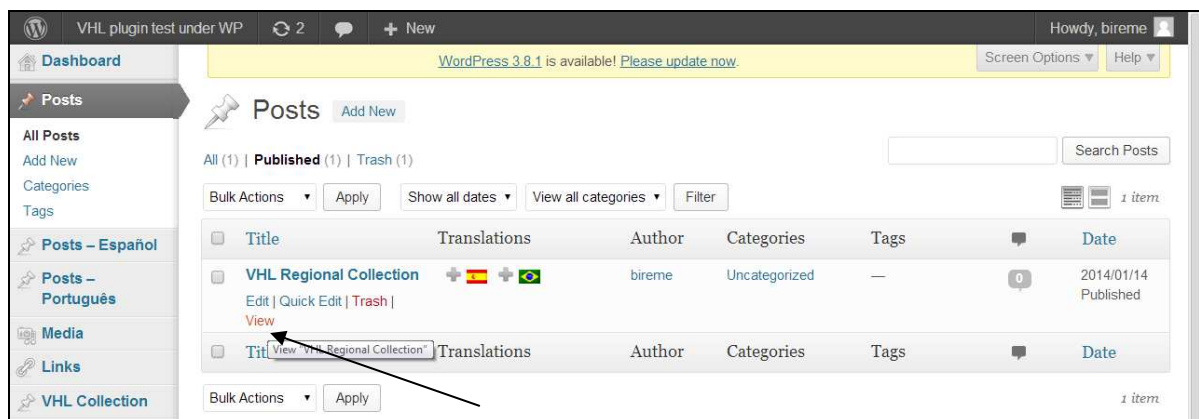 VHL plugin test under WP 2 New Howdy, bireme
Dashboard
WordPress 3.8.1 is available! Please update now.
Screen Options Help
Posts
Posts Add New
All Posts
Add New
Categories
Tags
Posts – Español
Posts –
Português
Media
Links
VHL Collection
Search Posts
All (1) | Published (1) | Trash (1)
Bulk Actions Apply Show all dates View all categories Filter 1 item
Title Translations Author Categories Tags Date
VHL Regional Collection bireme Uncategorized — 0 2014/01/14
Published
Edit | Quick Edit | Trash |
View
View "VHL Regional Collection"
Translations Author Categories Tags Date
Bulk Actions Apply 1 item